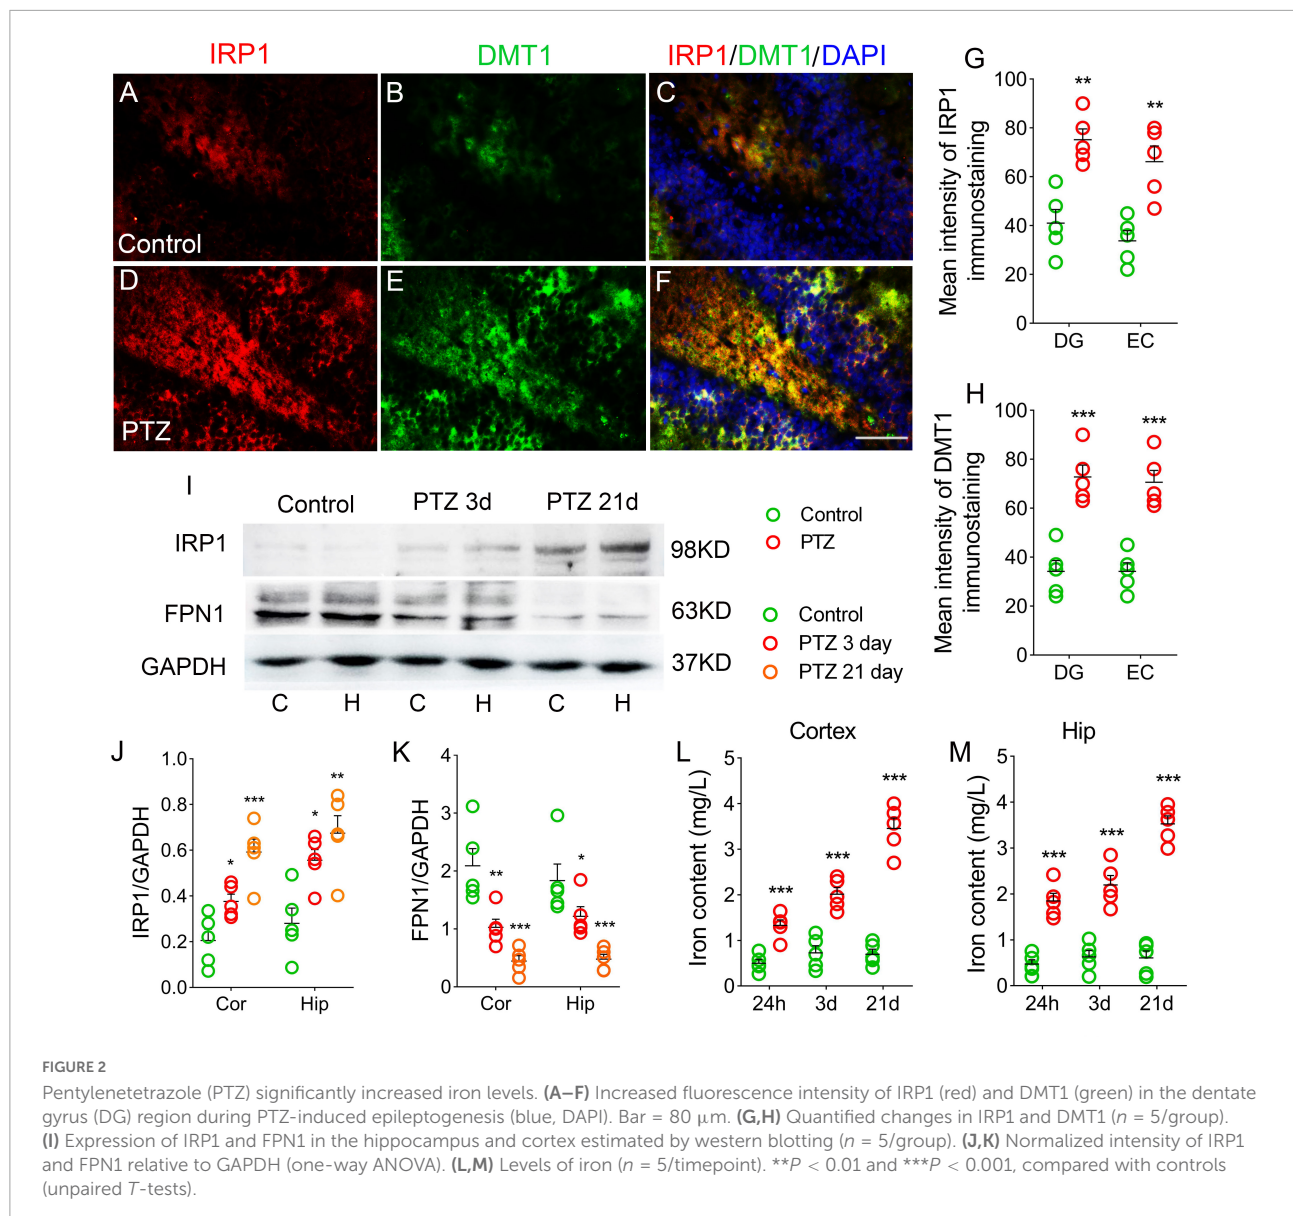 IRP1 DMT1 IRP1/DMT1/DAPI
A B C
Control
D E F
PTZ
G
Mean intensity of IRP1
immunostaining
100
80
60
40
20
0
** **
DG EC
H
Mean intensity of DMT1
immunostaining
100
80
60
40
20
0
*** ***
DG EC
I
Control PTZ 3d PTZ 21d
IRP1 98KD
FPN1 63KD
GAPDH 37KD
C H C H C H
Control
PTZ
Control
PTZ 3 day
PTZ 21 day
J
IRP1/GAPDH
1.0
0.8
0.6
0.4
0.2
0.0
* *** * **
Cor Hip
K
FPN1/GAPDH
4
3
2
1
0
** *** * ***
Cor Hip
L
Cortex
Iron content (mg/L)
5
4
3
2
1
0
*** *** ***
24h 3d 21d
M
Hip
Iron content (mg/L)
5
4
3
2
1
0
*** *** ***
24h 3d 21d
FIGURE 2
Pentylenetetrazole (PTZ) significantly increased iron levels. (A–F) Increased fluorescence intensity of IRP1 (red) and DMT1 (green) in the dentate
gyrus (DG) region during PTZ-induced epileptogenesis (blue, DAPI). Bar = 80 μm. (G,H) Quantified changes in IRP1 and DMT1 (n = 5/group).
(I) Expression of IRP1 and FPN1 in the hippocampus and cortex estimated by western blotting (n = 5/group). (J,K) Normalized intensity of IRP1
and FPN1 relative to GAPDH (one-way ANOVA). (L,M) Levels of iron (n = 5/timepoint). **P < 0.01 and ***P < 0.001, compared with controls
(unpaired T-tests).